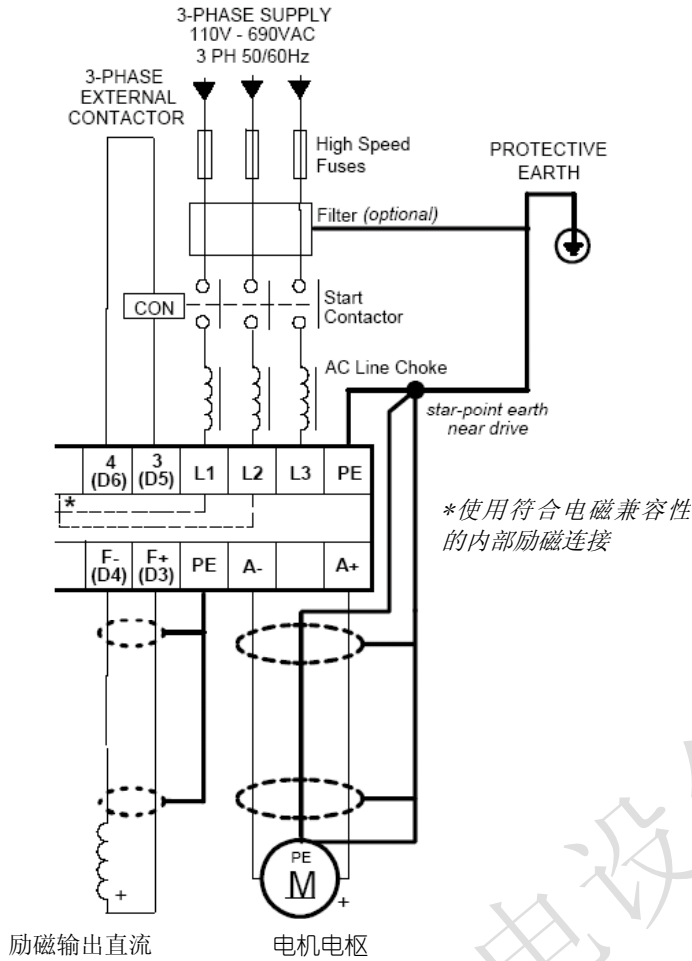 3-PHASE SUPPLY
110V - 690VAC
3 PH 50/60Hz
3-PHASE
EXTERNAL
CONTACTOR
High Speed
Fuses
PROTECTIVE
EARTH
Filter (optional)
CON
Start
Contactor
AC Line Choke
star-point earth
near drive
4 (D6) 3 (D5) L1 L2 L3 PE
*
*使用符合电磁兼容性
的内部励磁连接
F- (D4) F+ (D3) PE A- A+
PE
M
+
+
励磁输出直流
电机电枢
电设